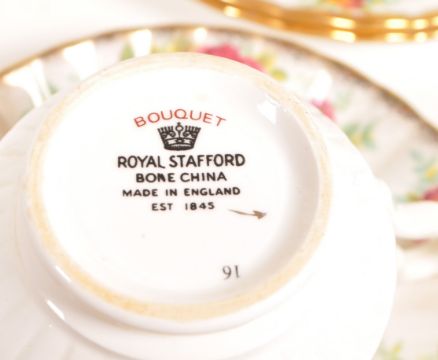 BOUQUET
ROYAL STAFFORD
BONE CHINA
MADE IN ENGLAND
EST 1845
91